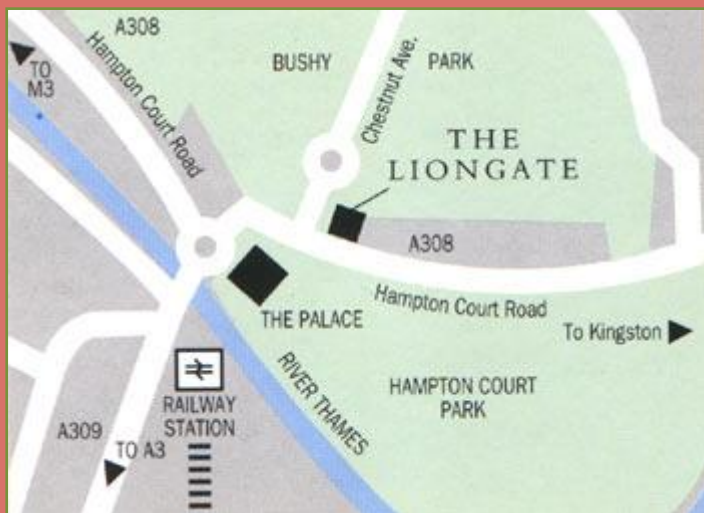 A308
Hampton Court Road
TO
M3
BUSHY PARK
Chestnut Ave.
THE
LIONGATE
A308
Hampton Court Road
THE PALACE
To Kingston
RAILWAY
STATION
RIVER THAMES
HAMPTON COURT
PARK
A309
TO A3